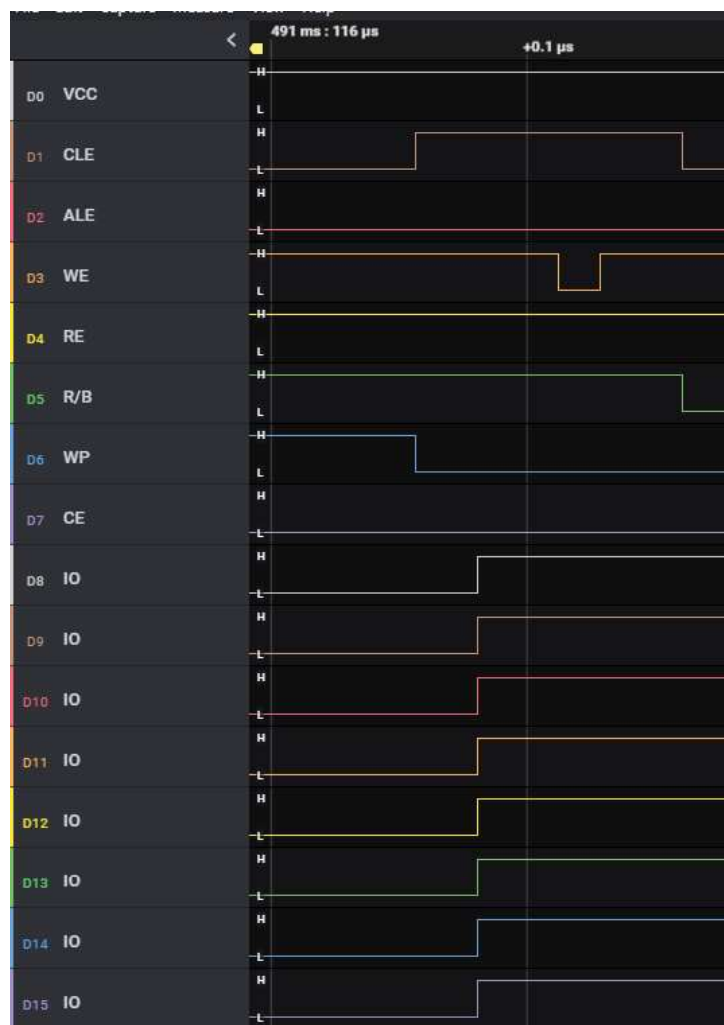 <
491 ms : 116 µs
+0.1 µs
D0 VCC
H
L
D1 CLE
H
L
D2 ALE
H
L
D3 WE
H
L
D4 RE
H
L
D5 R/B
H
L
D6 WP
H
L
D7 CE
H
L
D8 IO
H
L
D9 IO
H
L
D10 IO
H
L
D11 IO
H
L
D12 IO
H
L
D13 IO
H
L
D14 IO
H
L
D15 IO
H
L